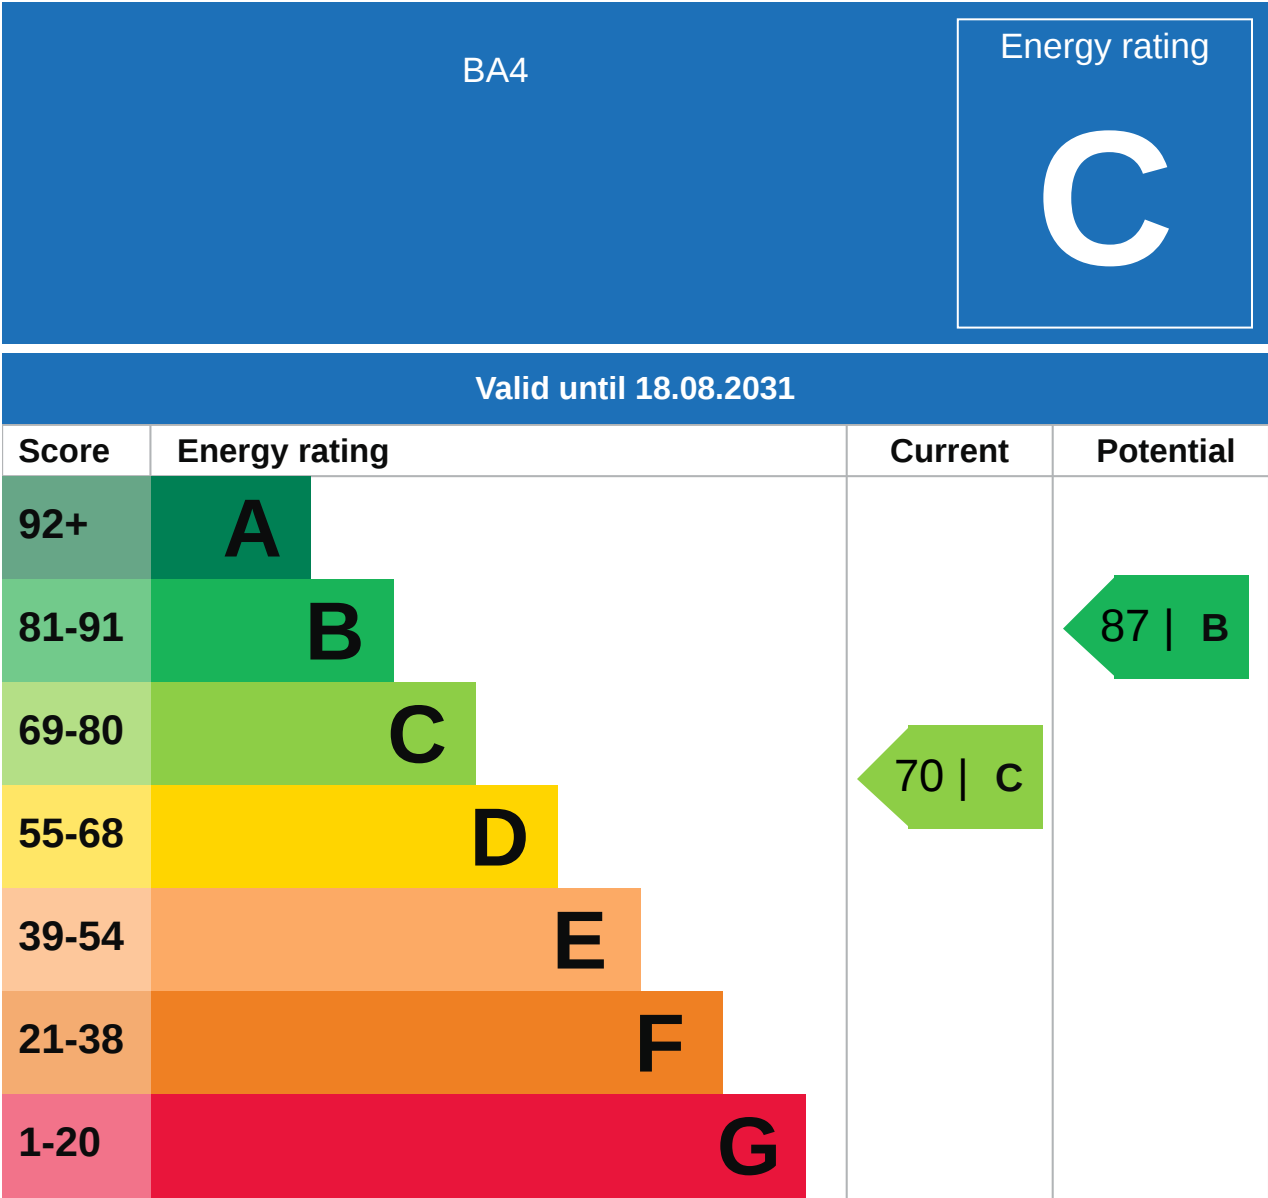 BA4
Energy rating
C
Valid until 18.08.2031
Score Energy rating Current Potential
92+ A
81-91 B 87 | B
69-80 C 70 | C
55-68 D
39-54 E
21-38 F
1-20 G